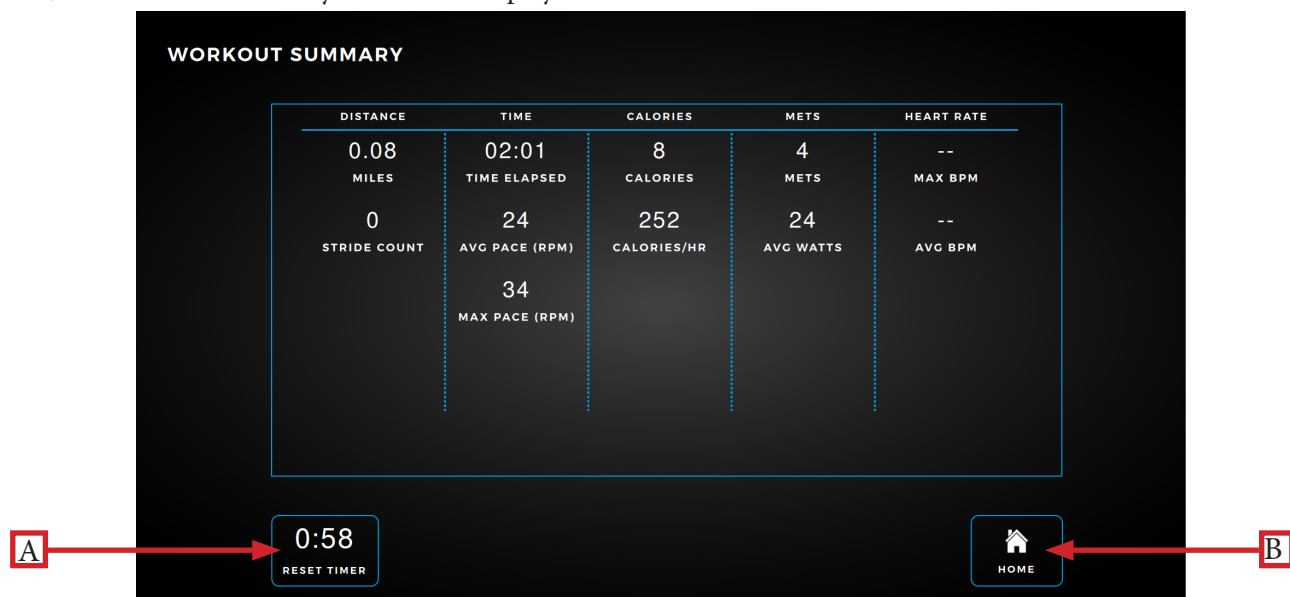 WORKOUT SUMMARY
DISTANCE TIME CALORIES METS HEART RATE
0.08 02:01 8 4 --
MILES TIME ELAPSED CALORIES METS MAX BPM
0 24 252 24 --
STRIDE COUNT AVG PACE (RPM) CALORIES/HR AVG WATTS AVG BPM
34
MAX PACE (RPM)
0:58
A B
RESET TIMER HOME